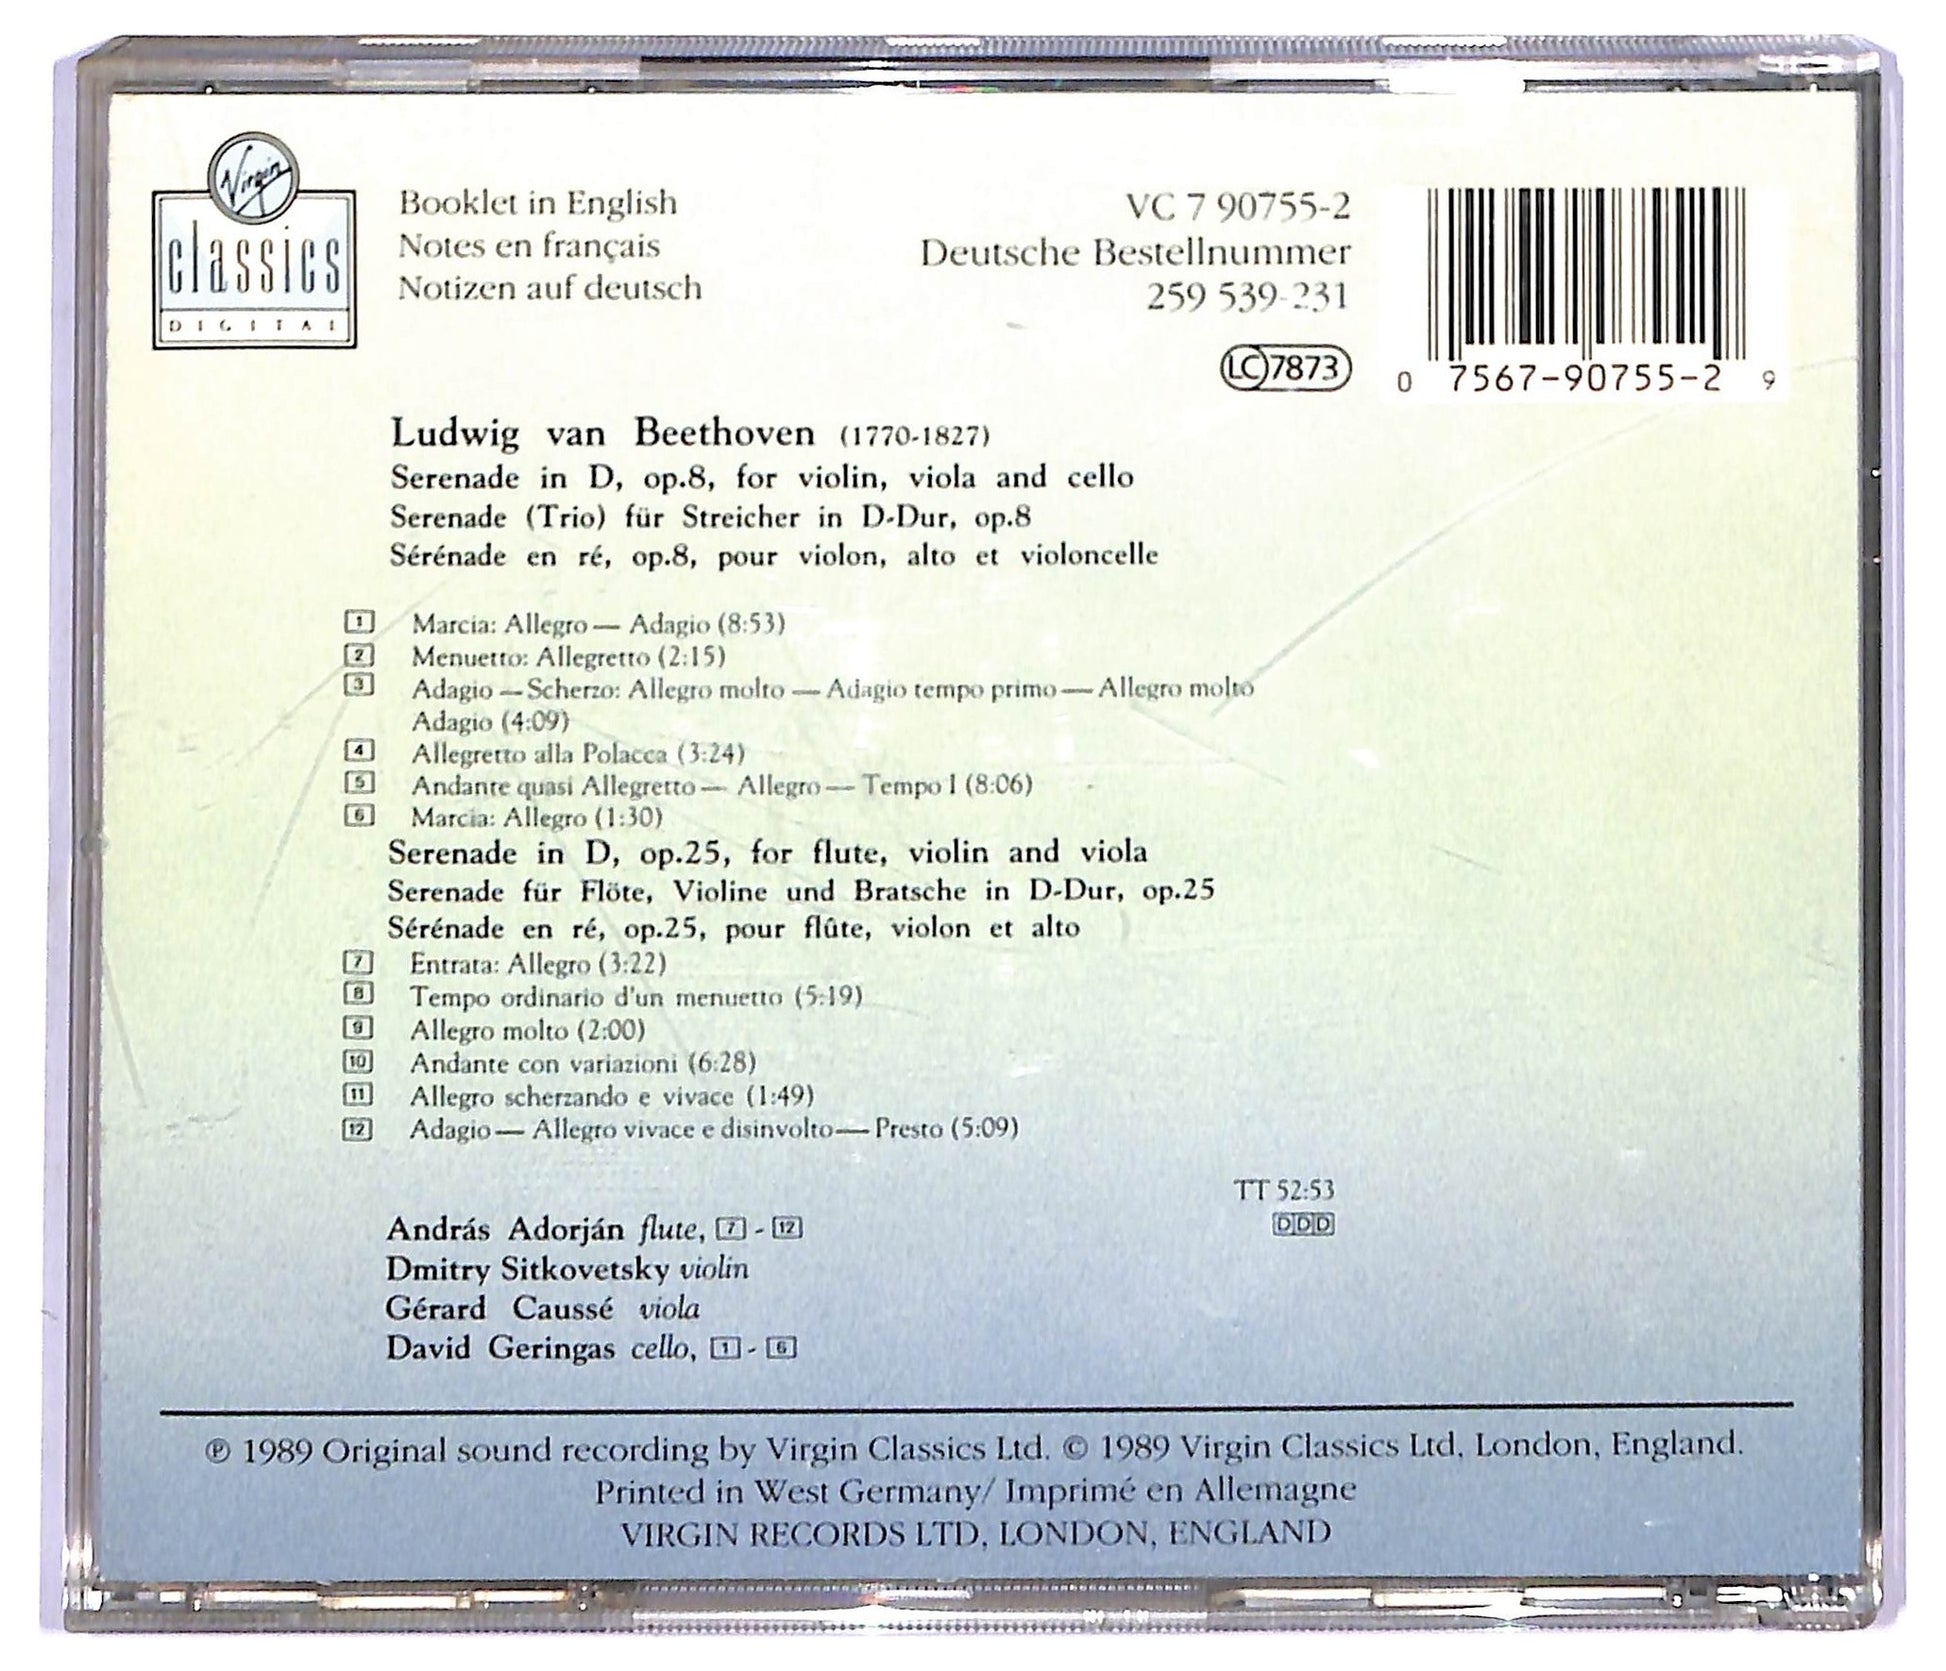 Virgin
classics
DIGITAL
Booklet in English
Notes en français
Notizen auf deutsch
VC 7 90755-2
Deutsche Bestellnummer
259 539-231
LC 7873
0 7567-90755-2 9
Ludwig van Beethoven (1770-1827)
Serenade in D, op.8, for violin, viola and cello
Serenade (Trio) für Streicher in D-Dur, op.8
Sérénade en ré, op.8, pour violon, alto et violoncelle
1 Marcia: Allegro — Adagio (8:53)
2 Menuetto: Allegretto (2:15)
3 Adagio — Scherzo: Allegro molto — Adagio tempo primo — Allegro molto
Adagio (4:09)
4 Allegretto alla Polacca (3:24)
5 Andante quasi Allegretto — Allegro — Tempo I (8:06)
6 Marcia: Allegro (1:30)
Serenade in D, op.25, for flute, violin and viola
Serenade für Flöte, Violine und Bratsche in D-Dur, op.25
Sérénade en ré, op.25, pour flûte, violon et alto
7 Entrata: Allegro (3:22)
8 Tempo ordinario d'un menuetto (5:19)
9 Allegro molto (2:00)
10 Andante con variazioni (6:28)
11 Allegro scherzando e vivace (1:49)
12 Adagio — Allegro vivace e disinvolto — Presto (5:09)
TT 52:53
DDD
András Adorján flute, 7 - 12
Dmitry Sitkovetsky violin
Gérard Caussé viola
David Geringas cello, 1 - 6
℗ 1989 Original sound recording by Virgin Classics Ltd. © 1989 Virgin Classics Ltd, London, England.
Printed in West Germany/ Imprimé en Allemagne
VIRGIN RECORDS LTD, LONDON, ENGLAND